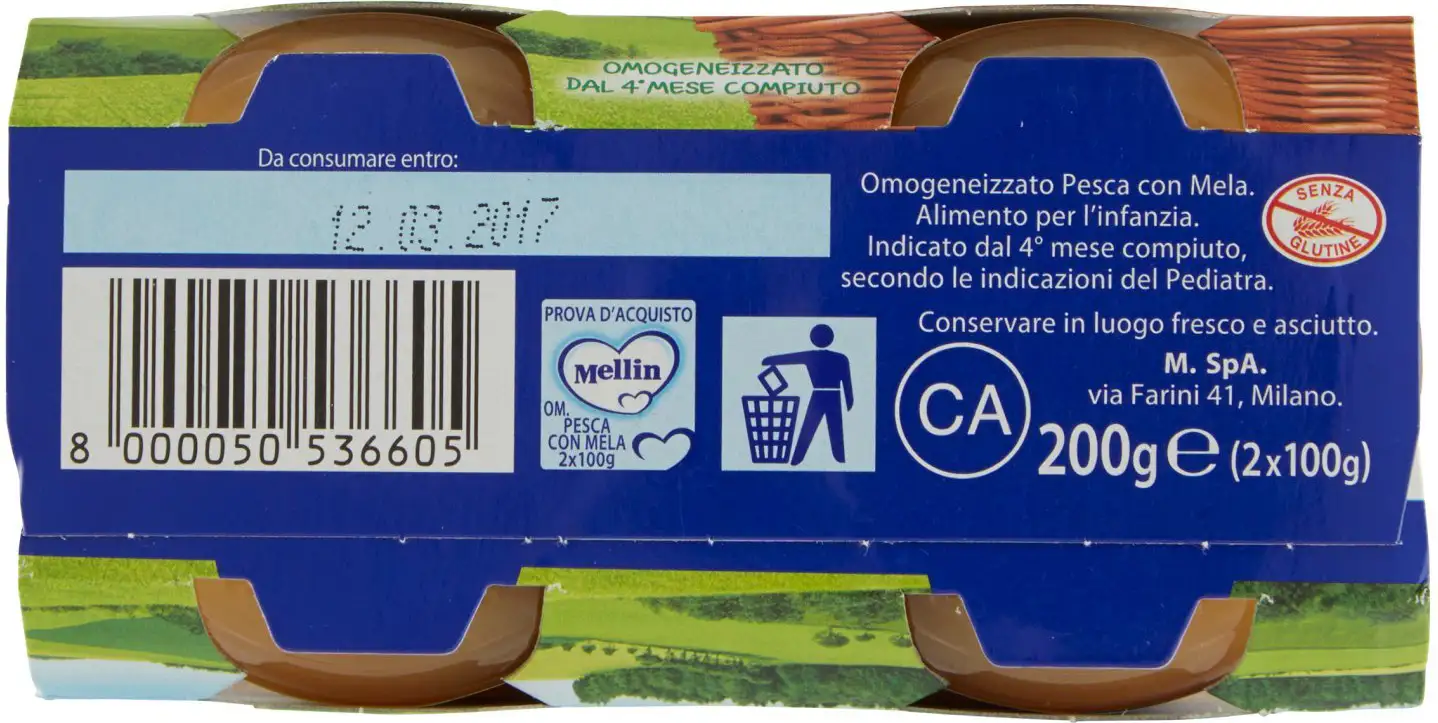 OMOGENEIZZATO
DAL 4° MESE COMPIUTO
Da consumare entro:
12.03.2017
8 000050 536605
PROVA D'ACQUISTO
Mellin
OM.
PESCA
CON MELA
2x100g
Omogeneizzato Pesca con Mela.
Alimento per l'infanzia.
Indicato dal 4° mese compiuto,
secondo le indicazioni del Pediatra.
SENZA
GLUTINE
Conservare in luogo fresco e asciutto.
M. SpA.
via Farini 41, Milano.
CA
200g e (2x100g)